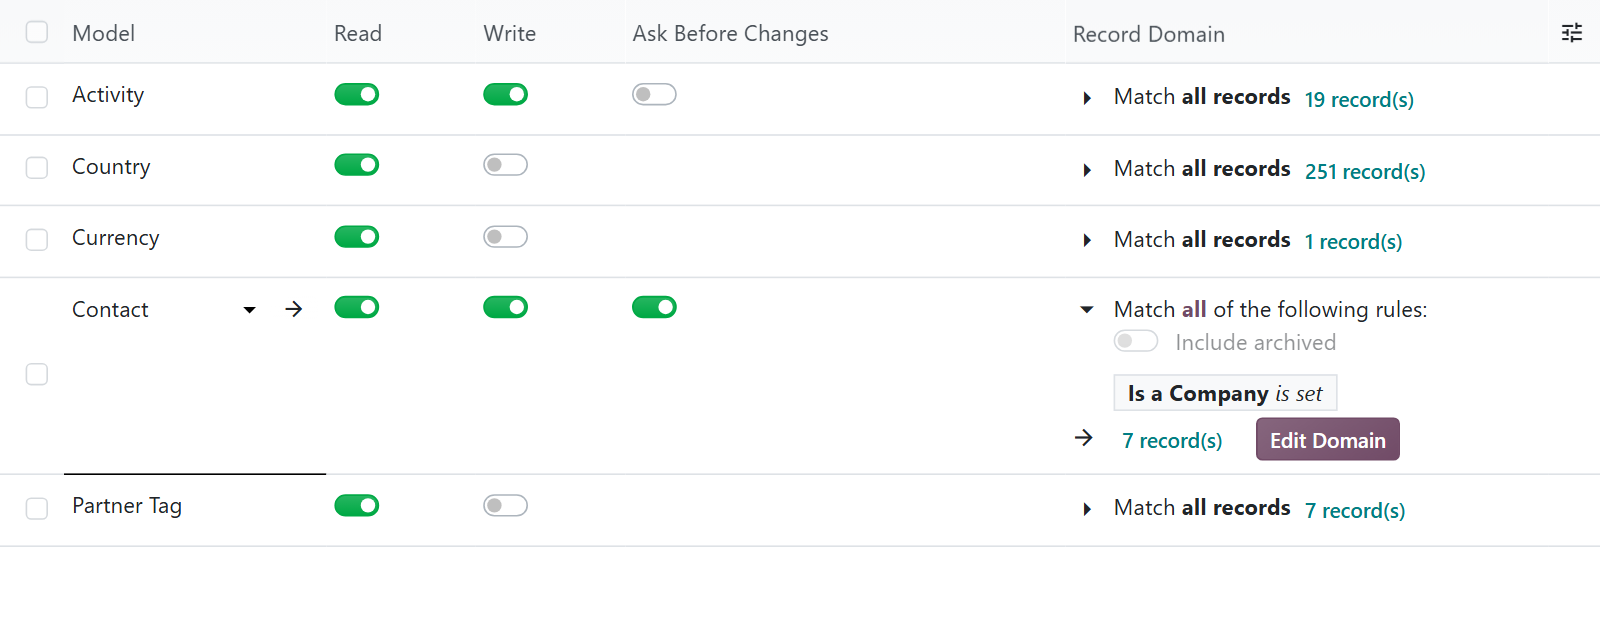 Model Read Write Ask Before Changes Record Domain
Activity Match all records 19 record(s)
Country Match all records 251 record(s)
Currency Match all records 1 record(s)
Contact Match all of the following rules:
Include archived
Is a Company is set
7 record(s) Edit Domain
Partner Tag Match all records 7 record(s)